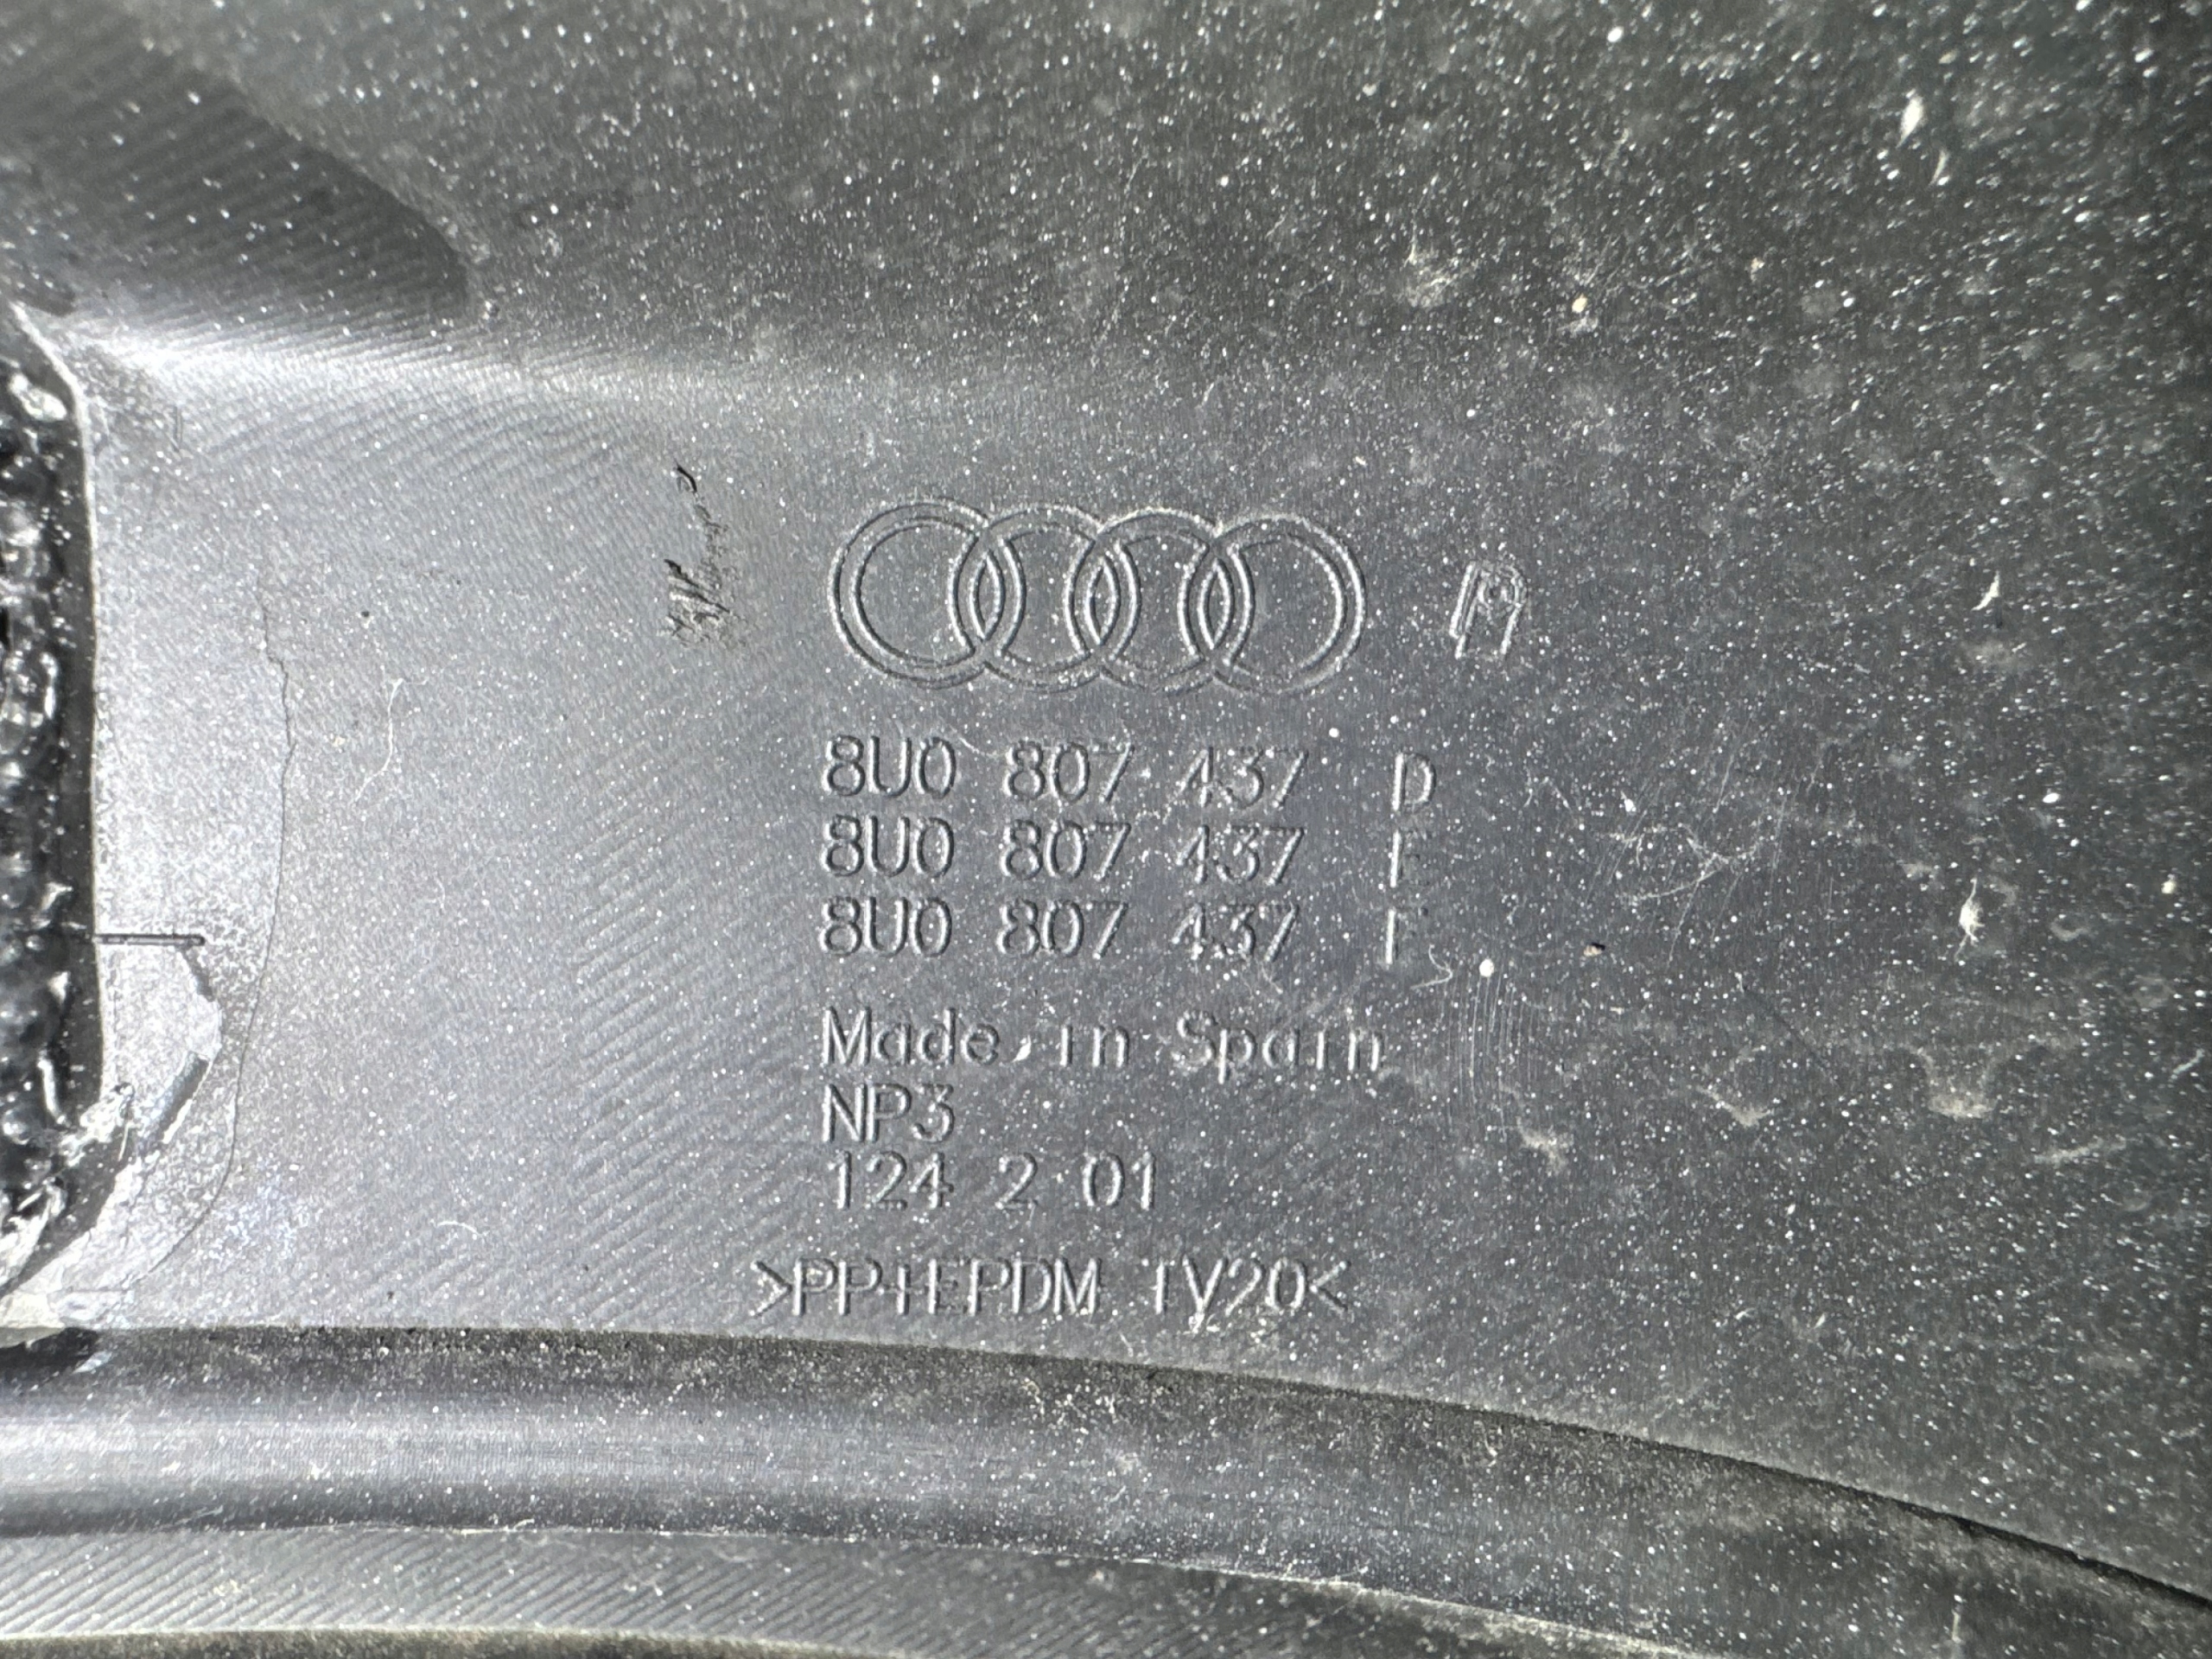 8U0 807 437 D
8U0 807 437 E
8U0 807 437 F
Made in Spain
NP3
124 2 01
>PP+EPDM TV20<